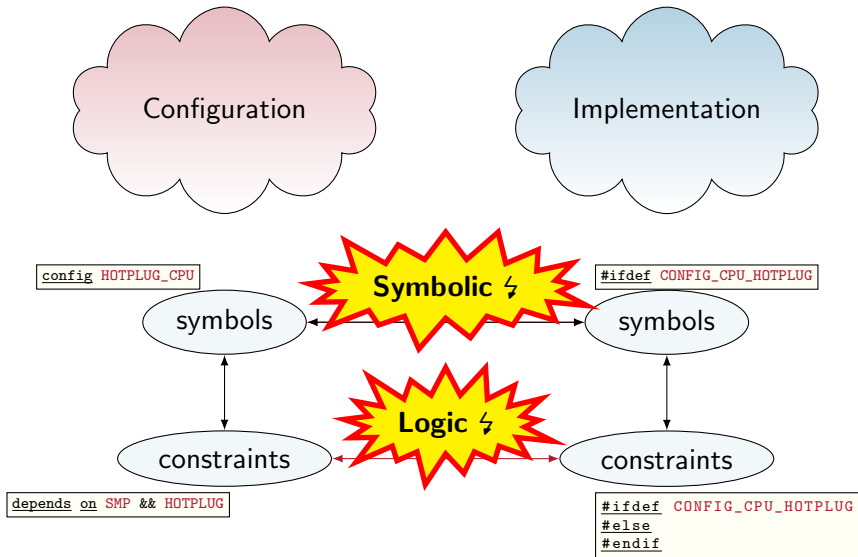 Configuration
Implementation
config HOTPLUG_CPU
Symbolic
#ifdef CONFIG_CPU_HOTPLUG
symbols
symbols
Logic
constraints
constraints
depends on SMP && HOTPLUG
#ifdef CONFIG_CPU_HOTPLUG
#else
#endif